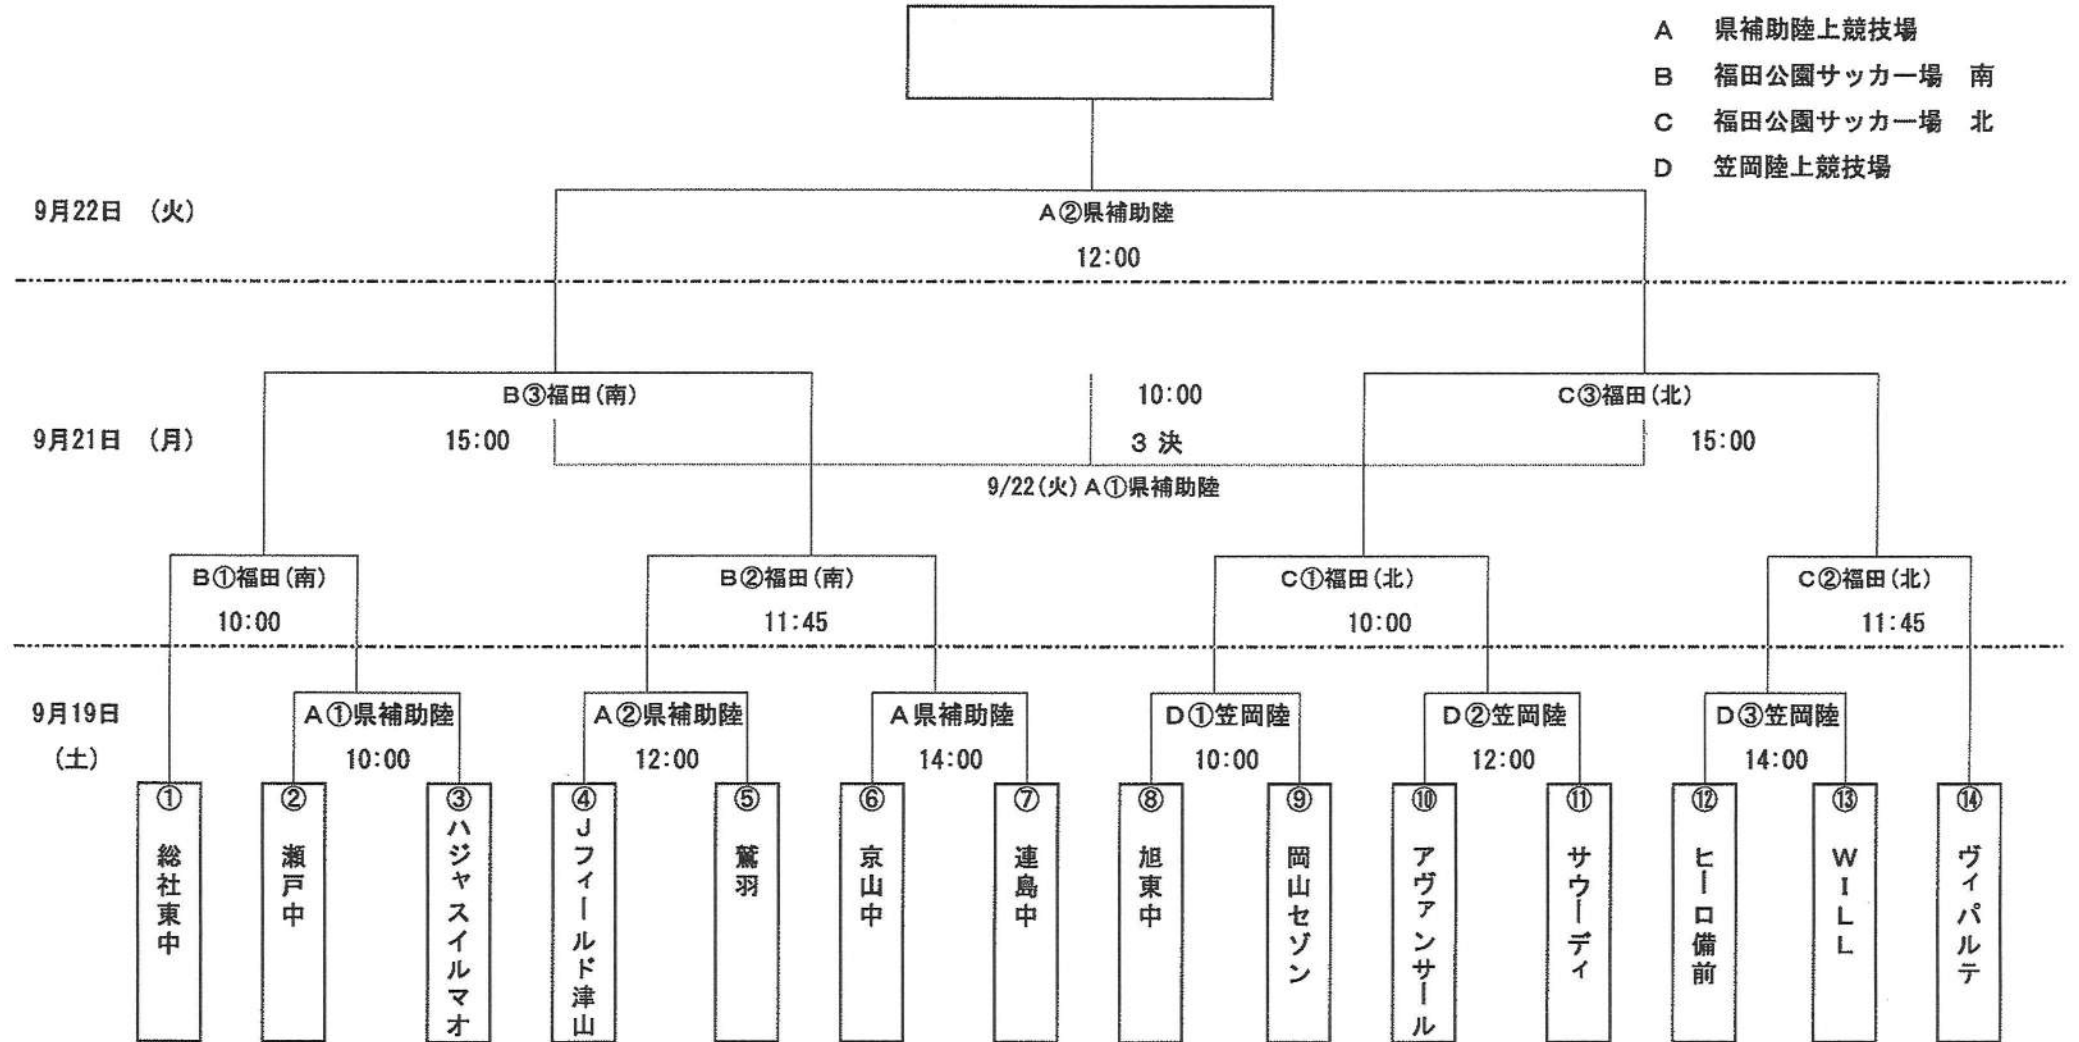 A 県補助陸上競技場
B 福田公園サッカー場 南
C 福田公園サッカー場 北
D 笠岡陸上競技場
9月22日 (火)
A②県補助陸
12:00
B③福田(南)
10:00
C③福田(北)
9月21日 (月)
15:00
3 決
15:00
9/22(火)A①県補助陸
B①福田(南)
B②福田(南)
C①福田(北)
C②福田(北)
10:00
11:45
10:00
11:45
9月19日
(土)
A①県補助陸
A②県補助陸
A県補助陸
D①笠岡陸
D②笠岡陸
D③笠岡陸
10:00
12:00
14:00
10:00
12:00
14:00
①総社東中
②瀬戸中
③ハジャスイルマオ
④Jフィールド津山
⑤鷲羽
⑥京山中
⑦連島中
⑧旭東中
⑨岡山セゾン
⑩アヴァンサール
⑪サウーディ
⑫ヒーロ備前
⑬WILL
⑭ヴィパルテ